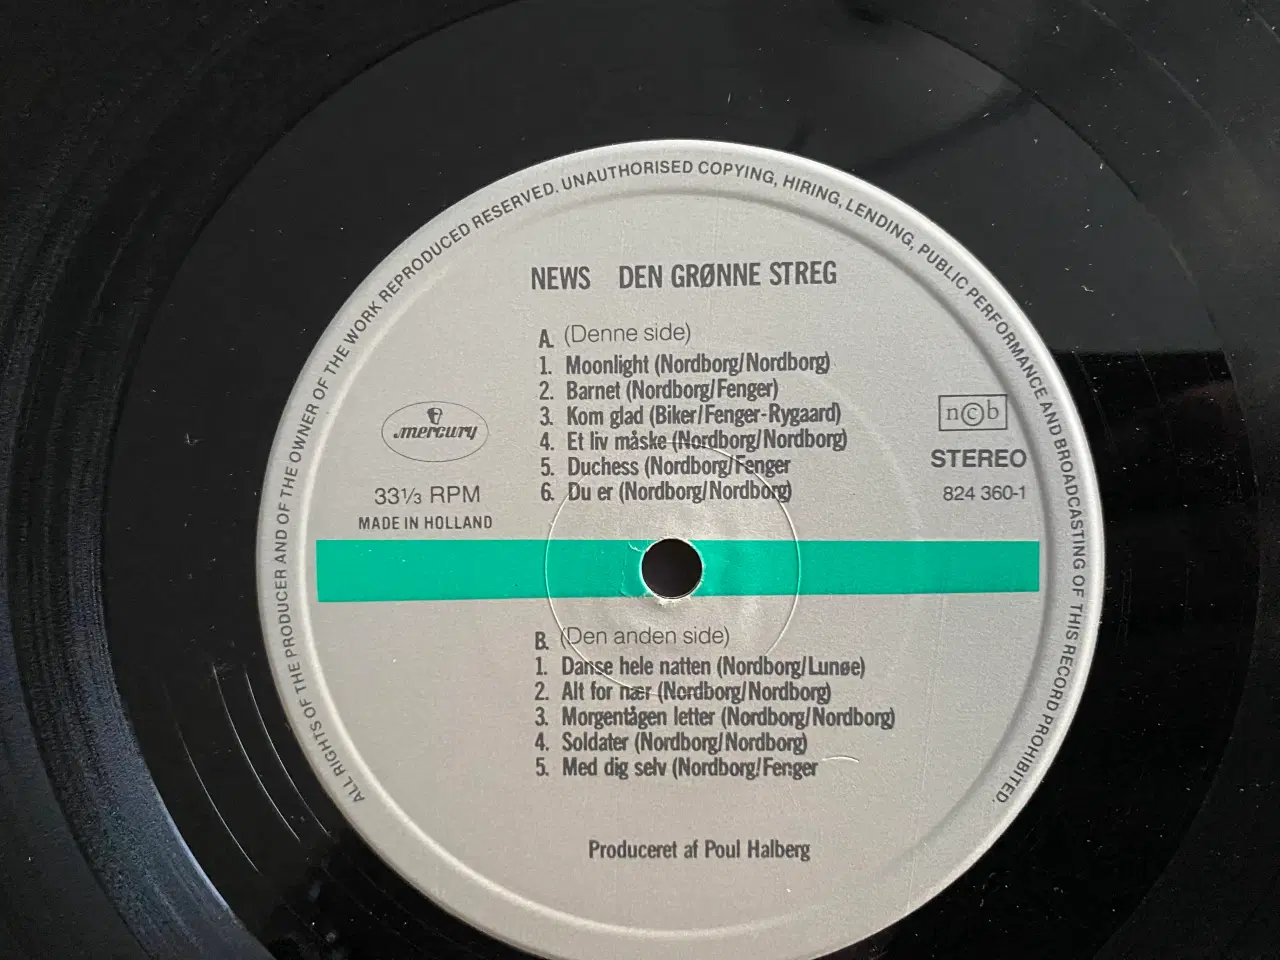 ALL RIGHTS OF THE PRODUCER AND OF THE OWNER OF THE WORK REPRODUCED RESERVED. UNAUTHORISED COPYING, HIRING, LENDING, PUBLIC PERFORMANCE AND BROADCASTING OF THIS RECORD PROHIBITED.
NEWS DEN GRØNNE STREG
A. (Denne side)
1. Moonlight (Nordborg/Nordborg)
2. Barnet (Nordborg/Fenger)
3. Kom glad (Biker/Fenger-Rygaard)
4. Et liv måske (Nordborg/Nordborg)
5. Duchess (Nordborg/Fenger
6. Du er (Nordborg/Nordborg)
mercury
33 1/3 RPM
MADE IN HOLLAND
n©b
STEREO
824 360-1
B. (Den anden side)
1. Danse hele natten (Nordborg/Lunøe)
2. Alt for nær (Nordborg/Nordborg)
3. Morgentågen letter (Nordborg/Nordborg)
4. Soldater (Nordborg/Nordborg)
5. Med dig selv (Nordborg/Fenger
Produceret af Poul Halberg